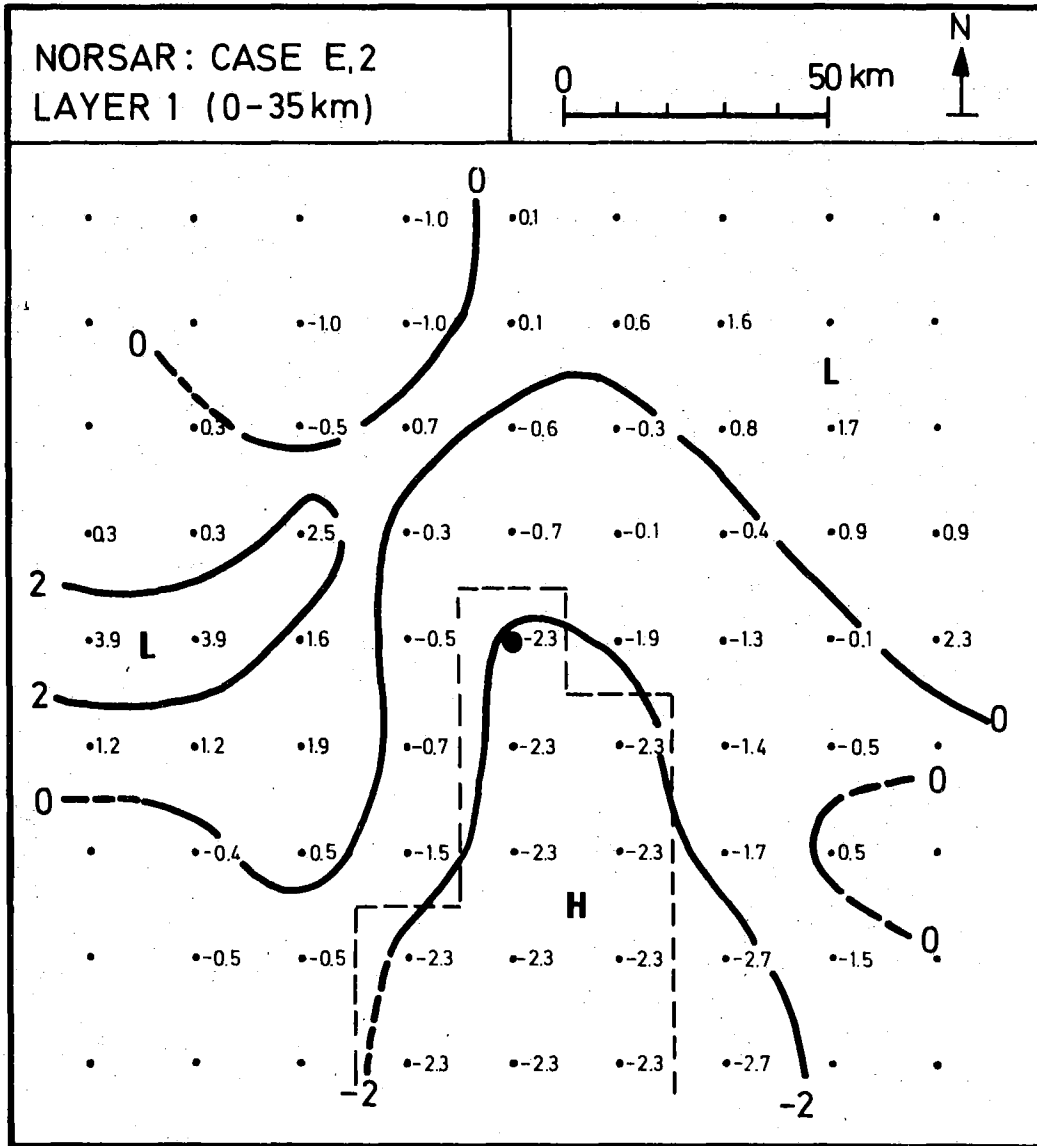 NORSAR: CASE E,2
LAYER 1 (0-35km)
0 50 km
N
0
-1.0 0.1
-1.0 -1.0 0.1 0.6 1.6
0
L
0.3 -0.5 0.7 -0.6 -0.3 0.8 1.7
0.3 0.3 2.5 -0.3 -0.7 -0.1 -0.4 0.9 0.9
2
3.9 L 3.9 1.6 -0.5 -2.3 -1.9 -1.3 -0.1 2.3
2
0
1.2 1.2 1.9 -0.7 -2.3 -2.3 -1.4 -0.5
0 0
-0.4 0.5 -1.5 -2.3 -2.3 -1.7 0.5
H
0
-0.5 -0.5 -2.3 -2.3 -2.3 -2.7 -1.5
-2.3 -2.3 -2.3 -2.7
-2 -2